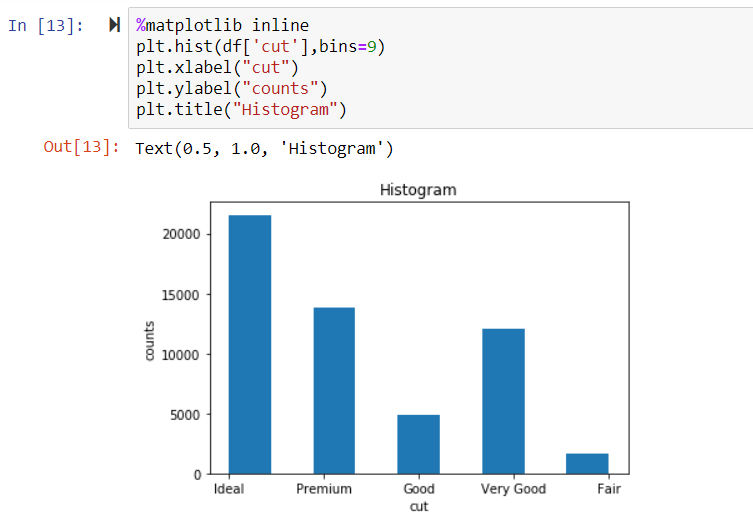 In [13]:
%matplotlib inline
plt.hist(df['cut'],bins=9)
plt.xlabel("cut")
plt.ylabel("counts")
plt.title("Histogram")
Out[13]: Text(0.5, 1.0, 'Histogram')
Histogram
counts
20000
15000
10000
5000
0
Ideal Premium Good Very Good Fair
cut